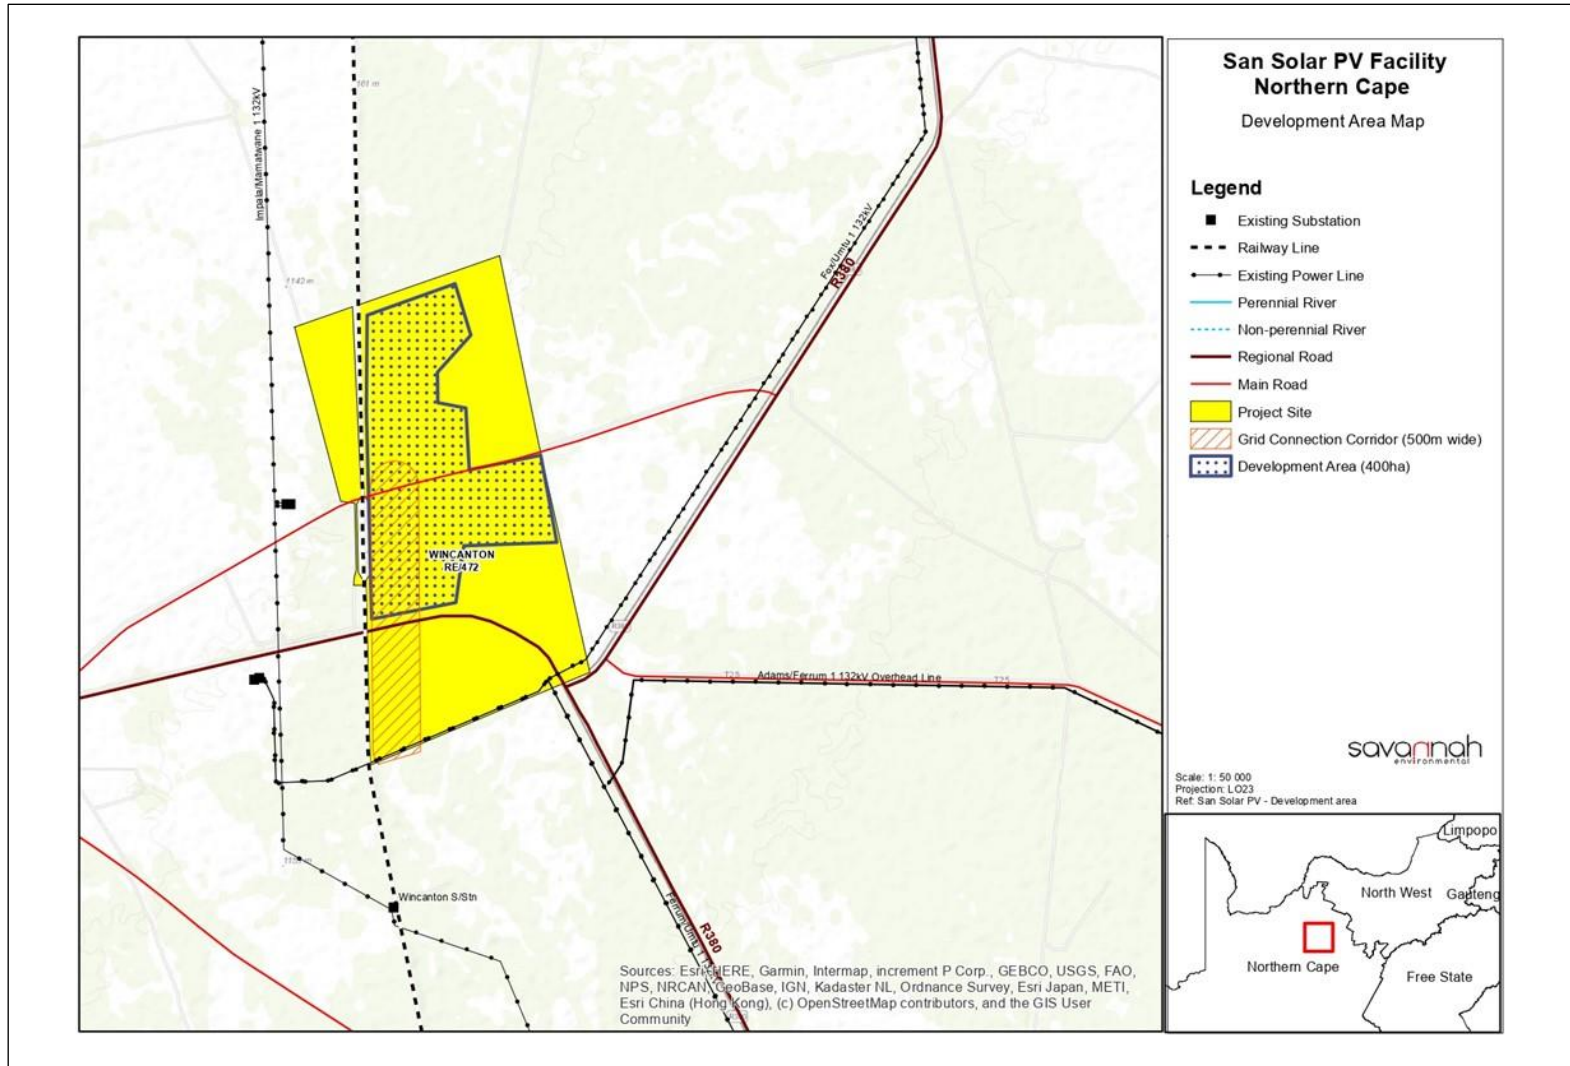 San Solar PV Facility
Northern Cape
Development Area Map
Legend
Existing Substation
Railway Line
Existing Power Line
Perennial River
Non-perennial River
Regional Road
Main Road
Project Site
Grid Connection Corridor (500m wide)
Development Area (400ha)
savannah
environmental
Scale: 1: 50 000
Projection: LO23
Ref: San Solar PV - Development area
Limpopo
North West
Gauteng
Northern Cape
Free State
Impala/Mamatwane 1 132kV
1142 m
Fox/Umtu 1 132kV
R380
WINCANTON
RE/472
Adams/Ferrum 1 132kV Overhead Line
Wincanton S/Stn
Ferrum/Umtu 1 132kV
R380
Sources: Esri, HERE, Garmin, Intermap, increment P Corp., GEBCO, USGS, FAO,
NPS, NRCAN, GeoBase, IGN, Kadaster NL, Ordnance Survey, Esri Japan, METI,
Esri China (Hong Kong), (c) OpenStreetMap contributors, and the GIS User
Community